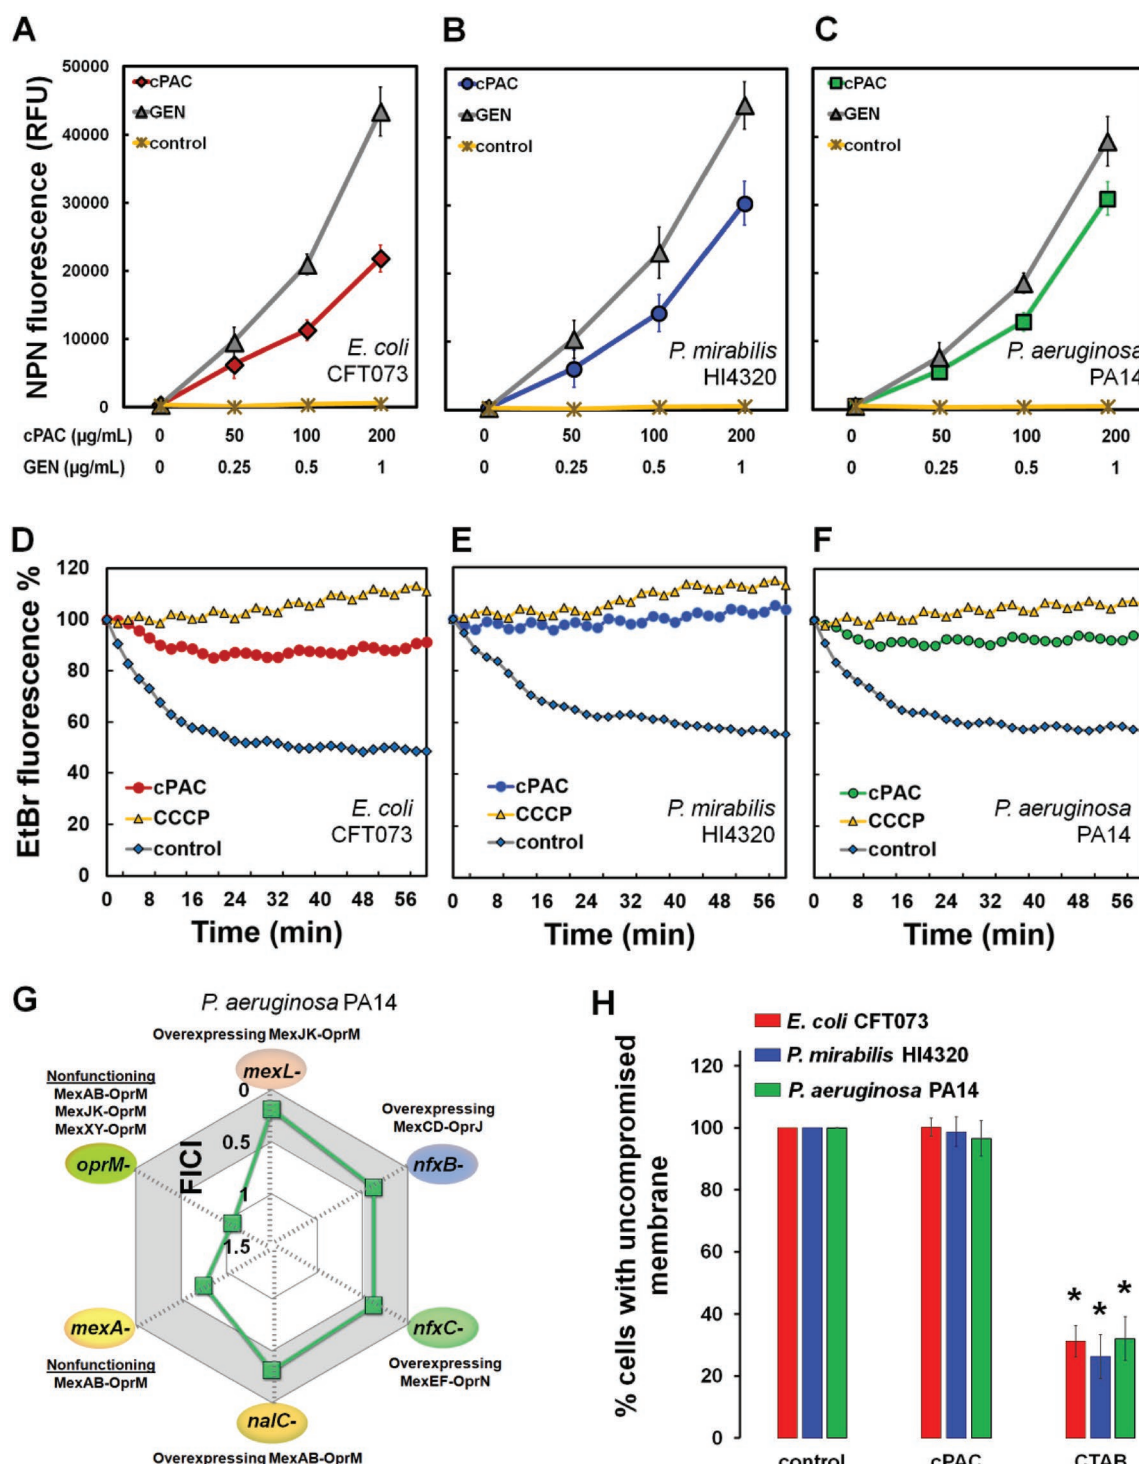 A
B
C
NPN fluorescence (RFU)
50000
40000
30000
20000
10000
0
cPAC
GEN
control
E. coli
CFT073
cPAC
GEN
control
P. mirabilis
HI4320
cPAC
GEN
control
P. aeruginosa
PA14
cPAC (µg/mL) 0 50 100 200 0 50 100 200 0 50 100 200
GEN (µg/mL) 0 0.25 0.5 1 0 0.25 0.5 1 0 0.25 0.5 1
D
E
F
EtBr fluorescence %
120
100
80
60
40
20
0
cPAC
CCCP
control
E. coli
CFT073
cPAC
CCCP
control
P. mirabilis
HI4320
cPAC
CCCP
control
P. aeruginosa
PA14
0 8 16 24 32 40 48 56 0 8 16 24 32 40 48 56 0 8 16 24 32 40 48 56
Time (min) Time (min) Time (min)
G
P. aeruginosa PA14
Overexpressing MexJK-OprM
mexL-
Nonfunctioning
MexAB-OprM
MexJK-OprM
MexXY-OprM
oprM-
Overexpressing
MexCD-OprJ
nfxB-
FICI
0
0.5
1
1.5
mexA-
Nonfunctioning
MexAB-OprM
nfxC-
Overexpressing
MexEF-OprN
nalC-
Overexpressing MexAB-OprM
H
E. coli CFT073
P. mirabilis HI4320
P. aeruginosa PA14
% cells with uncompromised
membrane
120
100
80
60
40
20
0
* * *
control cPAC CTAB